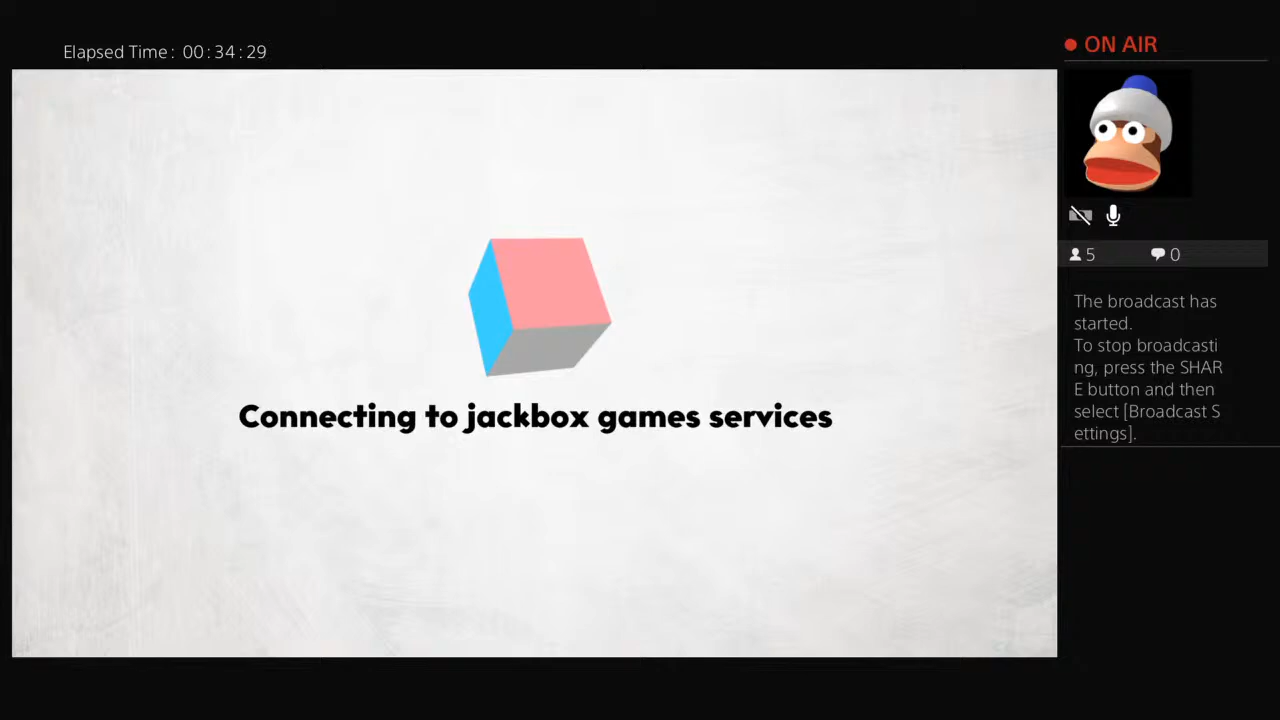 Elapsed Time: 00:34:29
ON AIR
5 0
Connecting to jackbox games services
The broadcast has
started.
To stop broadcasti
ng, press the SHAR
E button and then
select [Broadcast S
ettings].